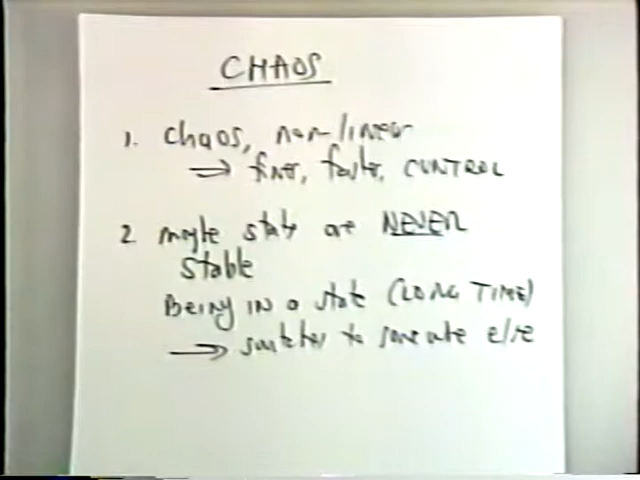 CHAOS
1. Chaos, non-linear
⇒ finer, faster, CONTROL
2 maybe states are NEVER
Stable
Being IN a state (LONG TIME)
→ switches to someone else